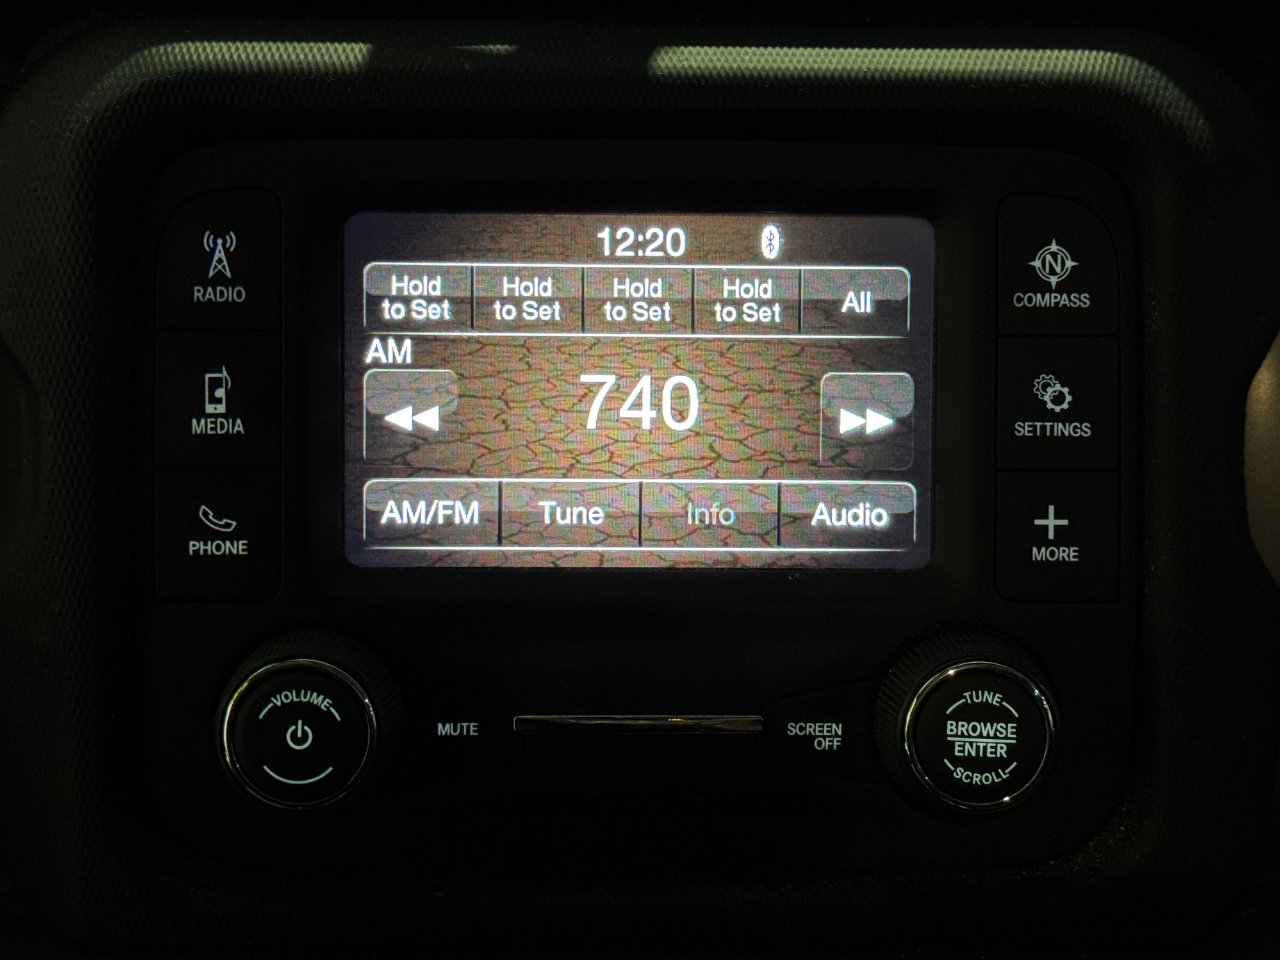 12:20
Hold to Set
Hold to Set
Hold to Set
Hold to Set
All
AM
740
AM/FM
Tune
Info
Audio
RADIO
MEDIA
PHONE
N
COMPASS
SETTINGS
MORE
VOLUME
MUTE
SCREEN
OFF
TUNE
BROWSE
ENTER
SCROLL